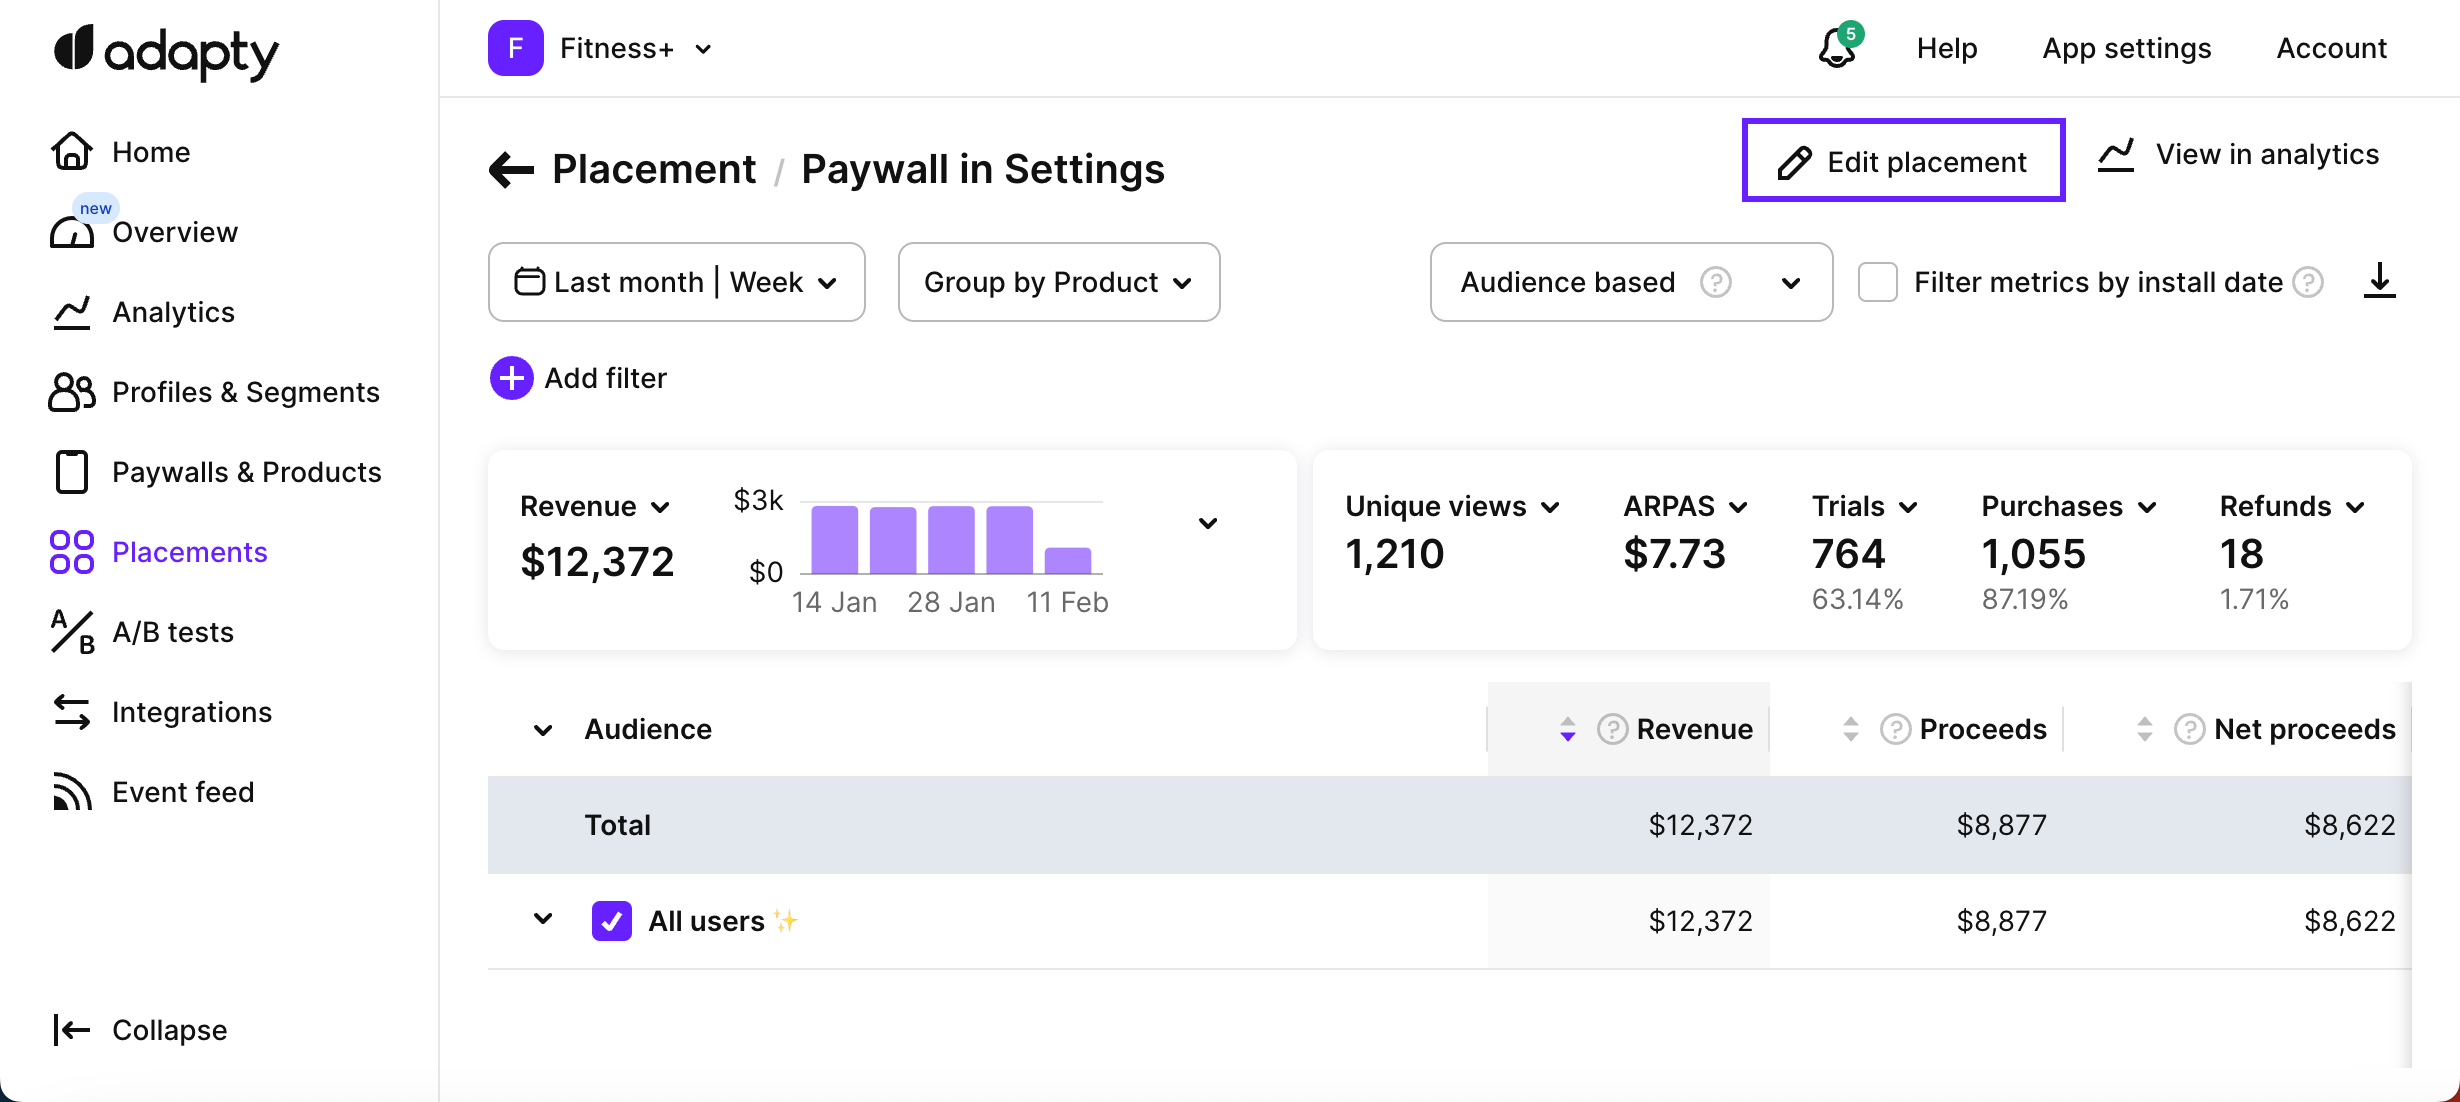 adapty
F Fitness+
5
Help App settings Account
Home
new
Overview
Analytics
Profiles & Segments
Paywalls & Products
Placements
A/B tests
Integrations
Event feed
Collapse
Placement / Paywall in Settings
Edit placement
View in analytics
Last month | Week
Group by Product
Audience based ?
Filter metrics by install date ?
Add filter
Revenue
$12,372
$3k
$0
14 Jan 28 Jan 11 Feb
Unique views ARPAS Trials Purchases Refunds
1,210 $7.73 764 1,055 18
63.14% 87.19% 1.71%
Audience ? Revenue ? Proceeds ? Net proceeds
Total $12,372 $8,877 $8,622
All users ✨ $12,372 $8,877 $8,622